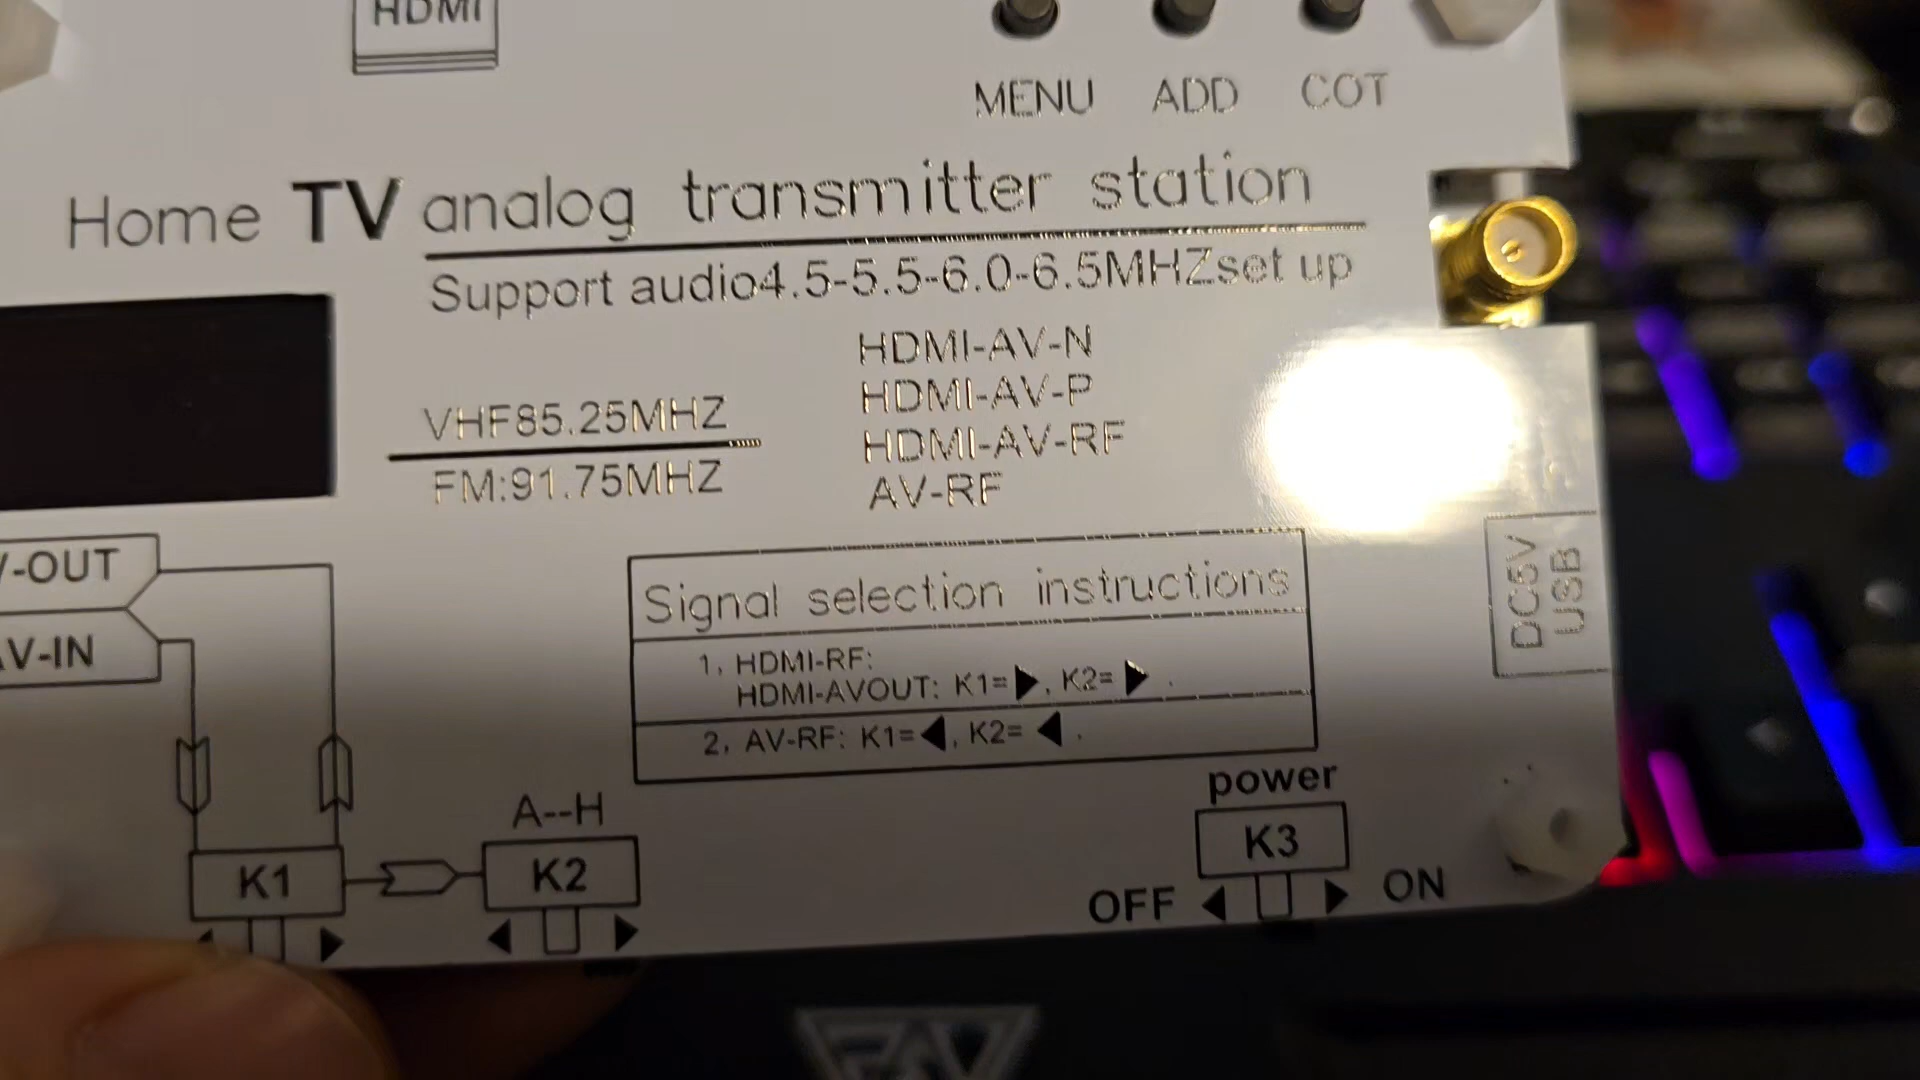 HDMI
MENU ADD COT
Home TV analog transmitter station
Support audio4.5-5.5-6.0-6.5MHZset up
HDMI-AV-N
HDMI-AV-P
HDMI-AV-RF
AV-RF
VHF85.25MHZ
FM:91.75MHZ
-OUT
AV-IN
DC5V
USB
Signal selection instructions
1, HDMI-RF:
HDMI-AVOUT: K1=▶, K2=▶.
2, AV-RF: K1=◀, K2=◀.
A--H
K1
K2
◀ ▶
◀ ▶
power
K3
OFF ◀ ▶ ON